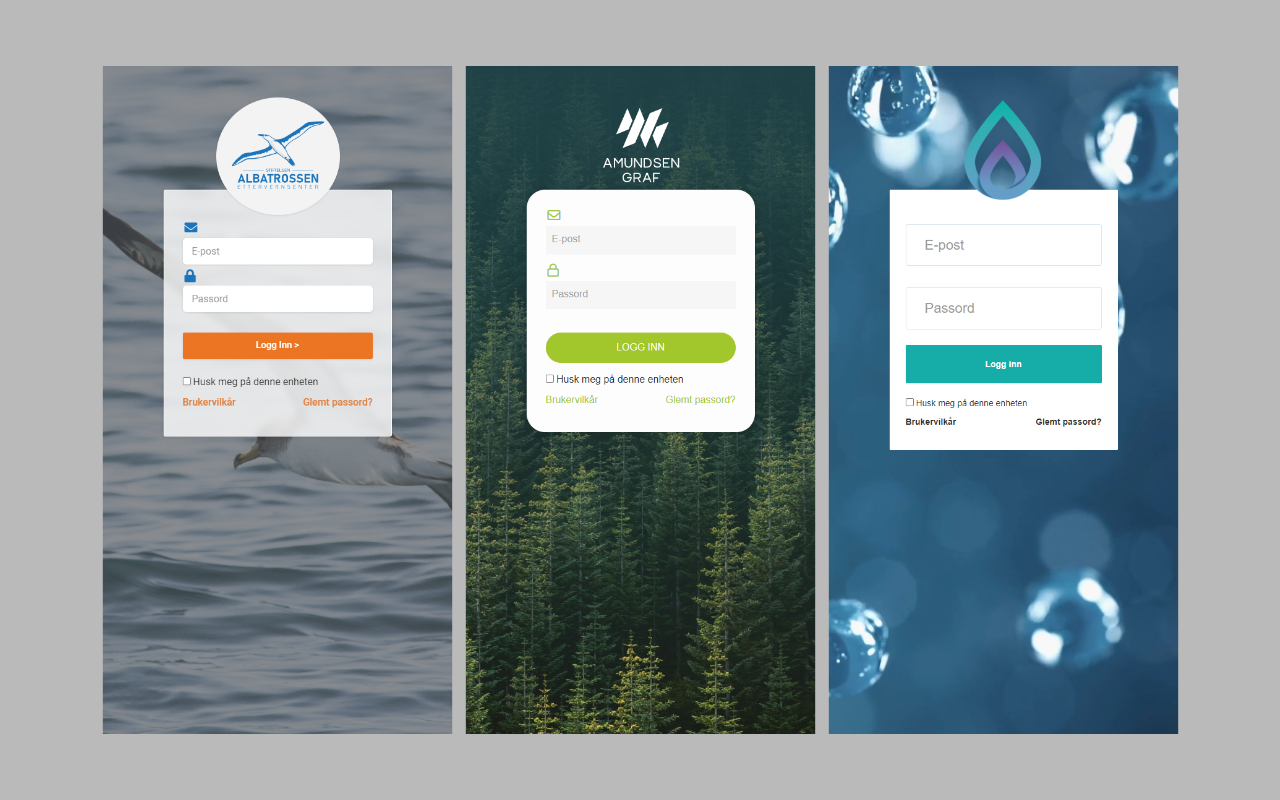 STIFTELSEN
ALBATROSSEN
ETTERVERNSENTER
E-post
Passord
Logg Inn >
Husk meg på denne enheten
Brukervilkår Glemt passord?
AMUNDSEN
GRAF
E-post
Passord
LOGG INN
Husk meg på denne enheten
Brukervilkår Glemt passord?
E-post
Passord
Logg inn
Husk meg på denne enheten
Brukervilkår Glemt passord?